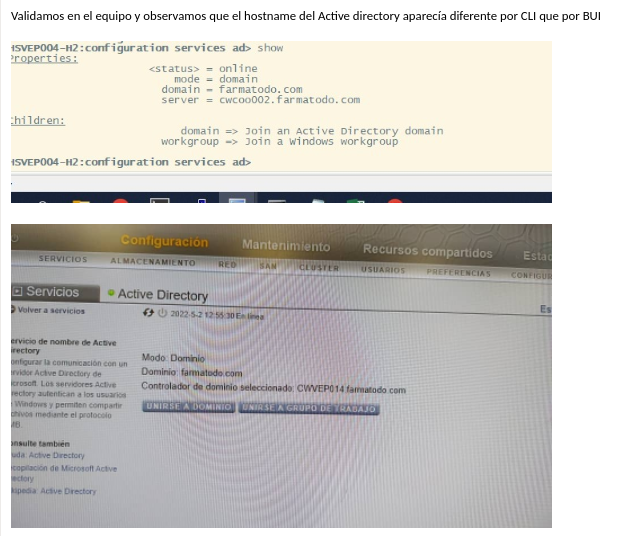 Validamos en el equipo y observamos que el hostname del Active directory aparecía diferente por CLI que por BUI
HSVEP004-H2:configuration services ad> show
Properties:
<status> = online
mode = domain
domain = farmatodo.com
server = cwcoo002.farmatodo.com
children:
domain => Join an Active Directory domain
workgroup => Join a Windows workgroup
HSVEP004-H2:configuration services ad>
Configuración Mantenimiento Recursos compartidos Estad
SERVICIOS ALMACENAMIENTO RED SAN CLUSTER USUARIOS PREFERENCIAS CONFIGUR
Servicios Active Directory
Volver a servicios 2022-5-2 12:55:30 En línea Es
ervicio de nombre de Active
irectory
onfigurar la comunicación con un
rvidor Active Directory de
crosoft. Los servidores Active
rectory autentican a los usuarios
Windows y permiten compartir
chivos mediante el protocolo
MB.
Modo: Dominio
Dominio: farmatodo.com
Controlador de dominio seleccionado: CWVEP014.farmatodo.com
UNIRSE A DOMINIO UNIRSE A GRUPO DE TRABAJO
onsulte también
uda: Active Directory
copilación de Microsoft Active
rectory
kipedia: Active Directory